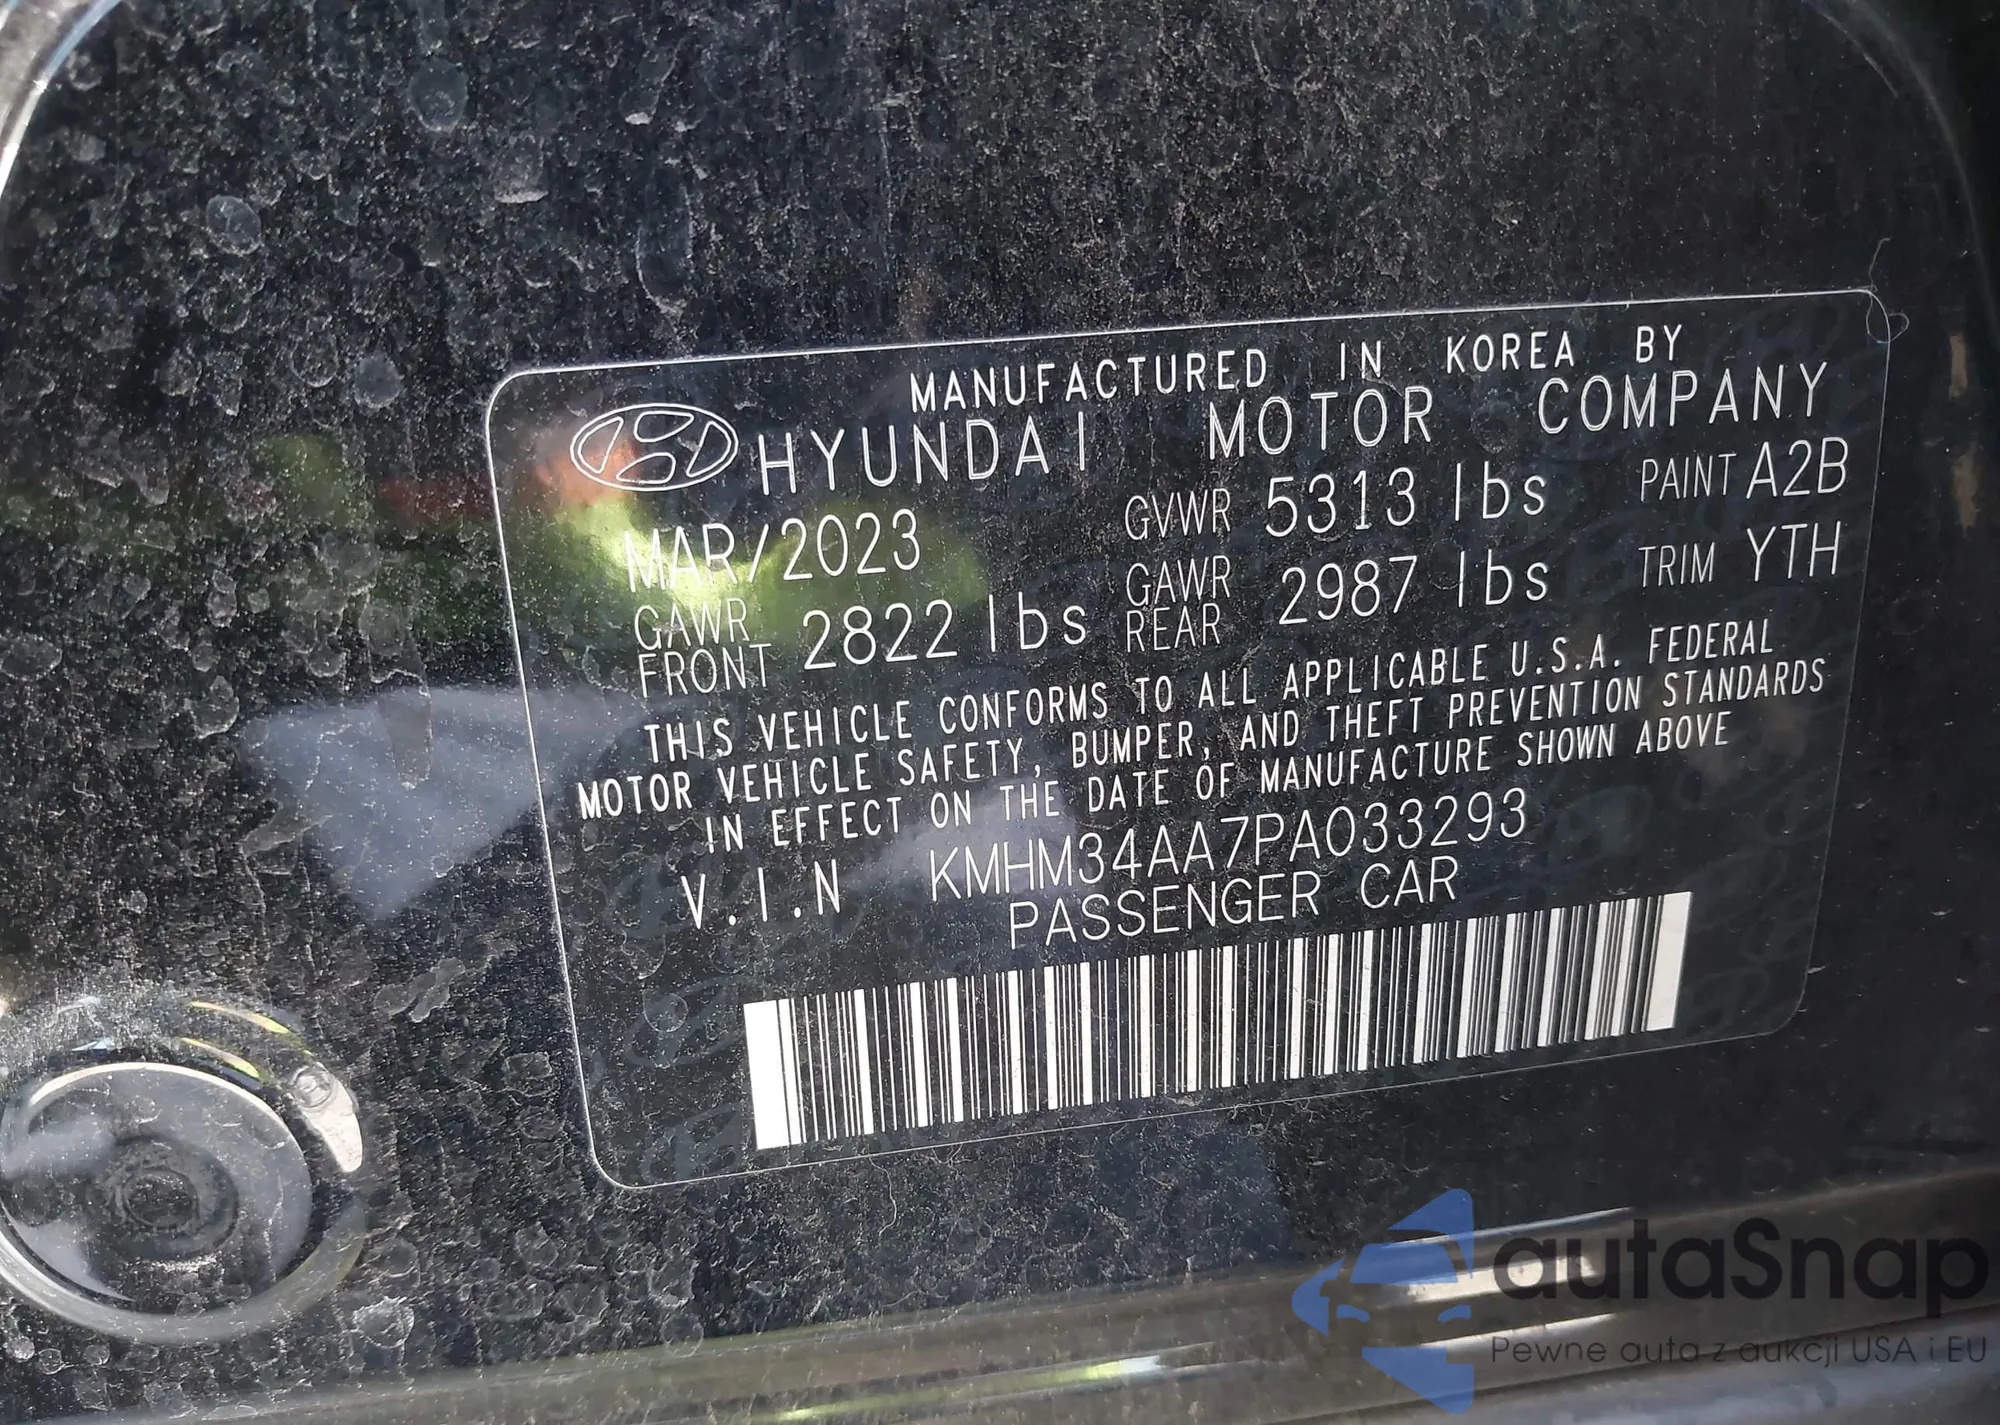 MANUFACTURED IN KOREA BY
HYUNDAI MOTOR COMPANY
MAR/2023 GVWR 5313 lbs PAINT A2B
GAWR FRONT 2822 lbs GAWR REAR 2987 lbs TRIM YTH
THIS VEHICLE CONFORMS TO ALL APPLICABLE U.S.A. FEDERAL
MOTOR VEHICLE SAFETY, BUMPER, AND THEFT PREVENTION STANDARDS
IN EFFECT ON THE DATE OF MANUFACTURE SHOWN ABOVE
V.I.N KMHM34AA7PA033293
PASSENGER CAR
autaSnap
Pewne auta z aukcji USA i EU